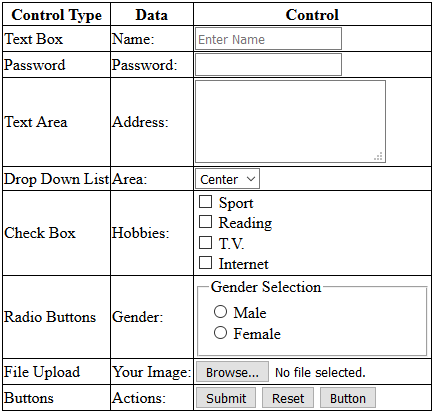 Control Type Data Control
Text Box Name: Enter Name
Password Password:
Text Area Address:
Drop Down List Area: Center
Check Box Hobbies: Sport
Reading
T.V.
Internet
Radio Buttons Gender: Gender Selection
Male
Female
File Upload Your Image: Browse... No file selected.
Buttons Actions: Submit Reset Button